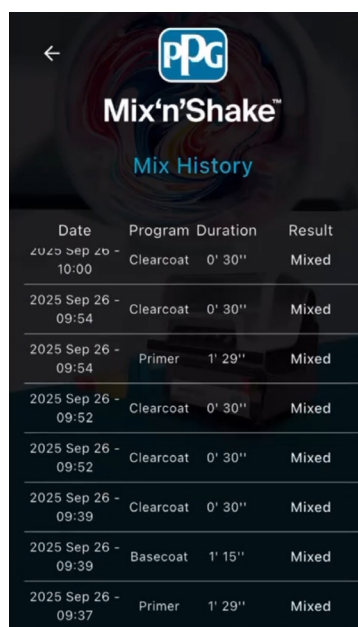 PPG
Mix'n'Shake™
Mix History
Date Program Duration Result
2025 Sep 26 -
10:00 Clearcoat 0' 30'' Mixed
2025 Sep 26 -
09:54 Clearcoat 0' 30'' Mixed
2025 Sep 26 -
09:54 Primer 1' 29'' Mixed
2025 Sep 26 -
09:52 Clearcoat 0' 30'' Mixed
2025 Sep 26 -
09:52 Clearcoat 0' 30'' Mixed
2025 Sep 26 -
09:39 Clearcoat 0' 30'' Mixed
2025 Sep 26 -
09:39 Basecoat 1' 15'' Mixed
2025 Sep 26 -
09:37 Primer 1' 29'' Mixed